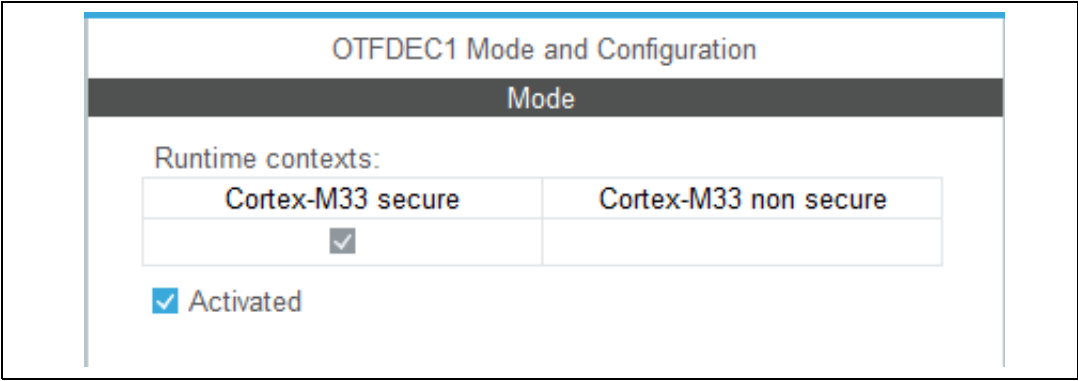 OTFDEC1 Mode and Configuration
Mode
Runtime contexts:
Cortex-M33 secure Cortex-M33 non secure
Activated